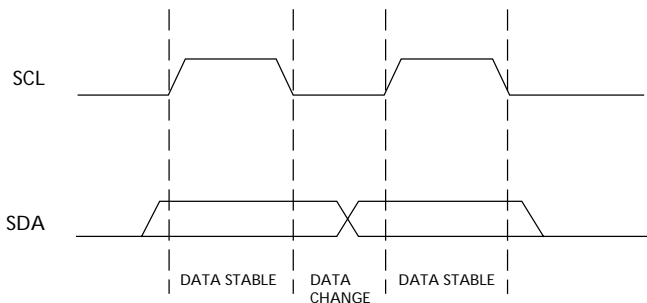 SCL
SDA
DATA STABLE
DATA
CHANGE
DATA STABLE